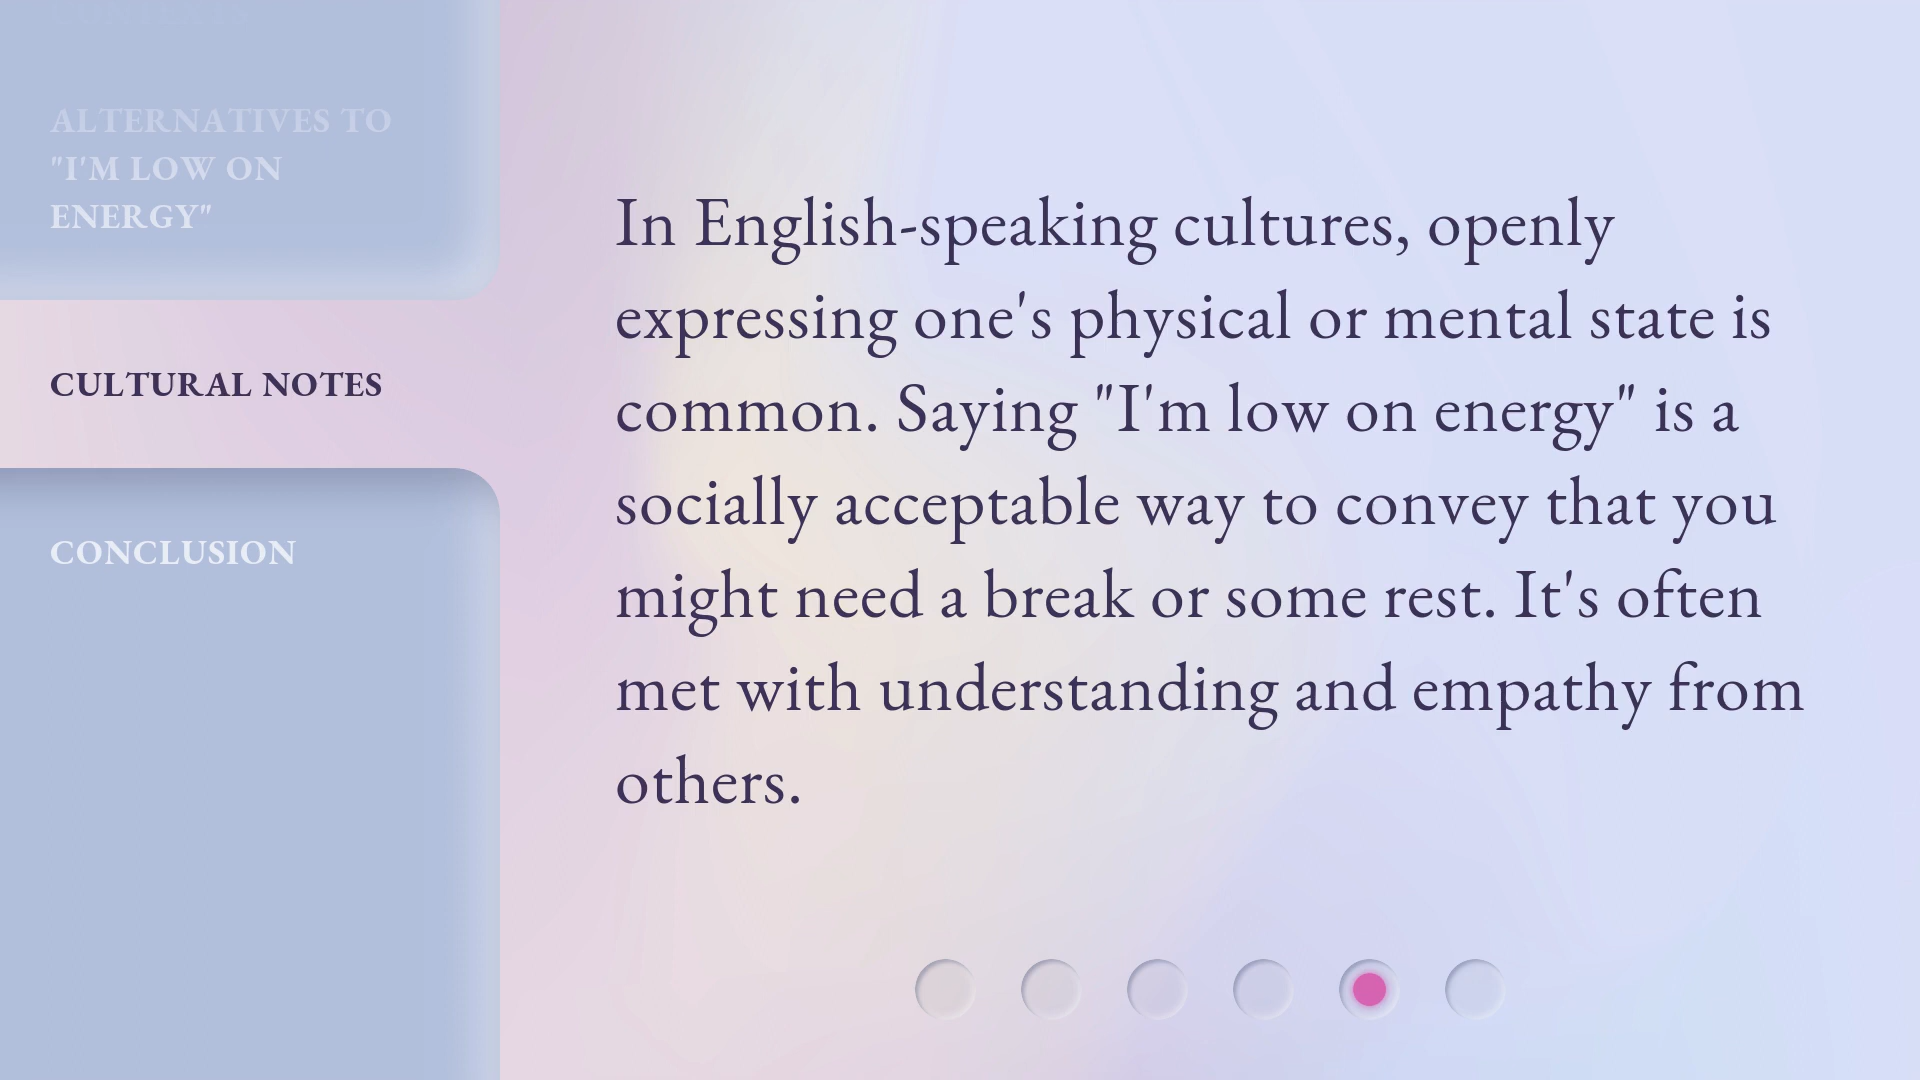 ALTERNATIVES TO
"I'M LOW ON
ENERGY"
CULTURAL NOTES
CONCLUSION
In English-speaking cultures, openly
expressing one's physical or mental state is
common. Saying "I'm low on energy" is a
socially acceptable way to convey that you
might need a break or some rest. It's often
met with understanding and empathy from
others.